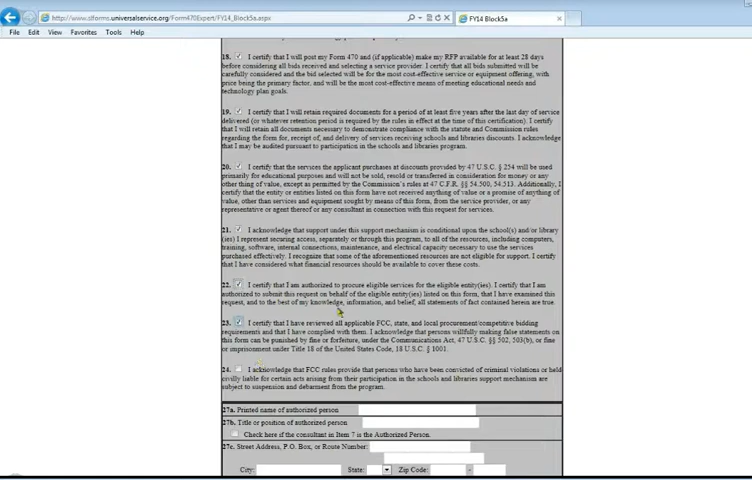 http://www.slforms.universalservice.org/Form470Expert/FY14_Block5a.aspx
FY14 Block5a
File Edit View Favorites Tools Help
18. I certify that I will post my Form 470 and (if applicable) make my RFP available for at least 28 days
before considering all bids received and selecting a service provider. I certify that all bids submitted will be
carefully considered and the bid selected will be for the most cost-effective service or equipment offering, with
price being the primary factor, and will be the most cost-effective means of meeting educational needs and
technology plan goals.
19. I certify that I will retain required documents for a period of at least five years after the last day of service
delivered (or whatever retention period is required by the rules in effect at the time of this certification). I certify
that I will retain all documents necessary to demonstrate compliance with the statute and Commission rules
regarding the form for, receipt of, and delivery of services receiving schools and libraries discounts. I acknowledge
that I may be audited pursuant to participation in the schools and libraries program.
20. I certify that the services the applicant purchases at discounts provided by 47 U.S.C. § 254 will be used
primarily for educational purposes and will not be sold, resold or transferred in consideration for money or any
other thing of value, except as permitted by the Commission's rules at 47 C.F.R. §§ 54.500, 54.513. Additionally, I
certify that the entity or entities listed on this form have not received anything of value or a promise of anything of
value, other than services and equipment sought by means of this form, from the service provider, or any
representative or agent thereof or any consultant in connection with this request for services.
21. I acknowledge that support under this support mechanism is conditional upon the school(s) and/or library
(ies) I represent securing access, separately or through this program, to all of the resources, including computers,
training, software, internal connections, maintenance, and electrical capacity necessary to use the services
purchased effectively. I recognize that some of the aforementioned resources are not eligible for support. I certify
that I have considered what financial resources should be available to cover these costs.
22. I certify that I am authorized to procure eligible services for the eligible entity(ies). I certify that I am
authorized to submit this request on behalf of the eligible entity(ies) listed on this form, that I have examined this
request, and to the best of my knowledge, information, and belief, all statements of fact contained herein are true.
23. I certify that I have reviewed all applicable FCC, state, and local procurement/competitive bidding
requirements and that I have complied with them. I acknowledge that persons willfully making false statements on
this form can be punished by fine or forfeiture, under the Communications Act, 47 U.S.C. §§ 502, 503(b), or fine
or imprisonment under Title 18 of the United States Code, 18 U.S.C. § 1001.
24. I acknowledge that FCC rules provide that persons who have been convicted of criminal violations or held
civilly liable for certain acts arising from their participation in the schools and libraries support mechanism are
subject to suspension and debarment from the program.
27a. Printed name of authorized person
27b. Title or position of authorized person
Check here if the consultant in Item 7 is the Authorized Person.
27c. Street Address, P.O. Box, or Route Number:
City: State: Zip Code: -